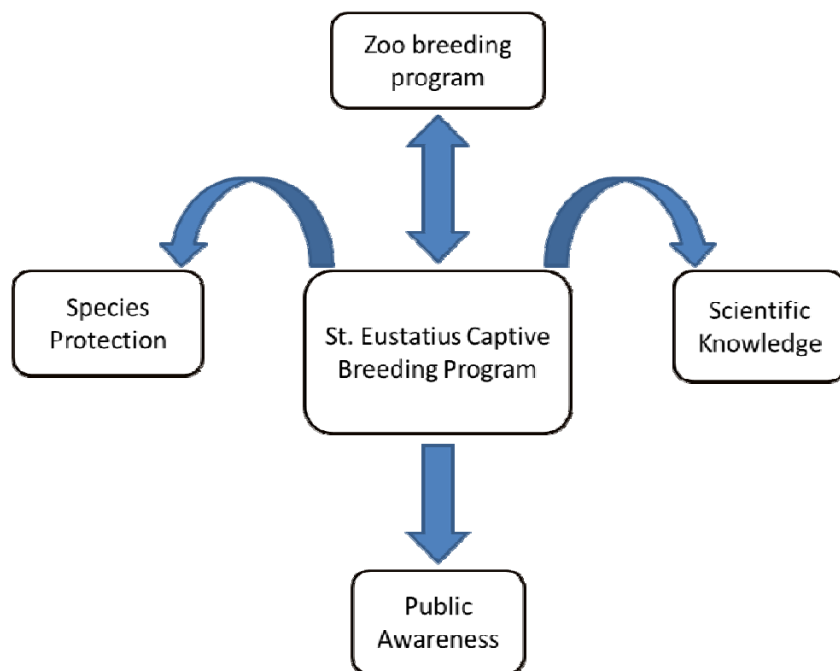 Zoo breeding
program
Species
Protection
St. Eustatius Captive
Breeding Program
Scientific
Knowledge
Public
Awareness